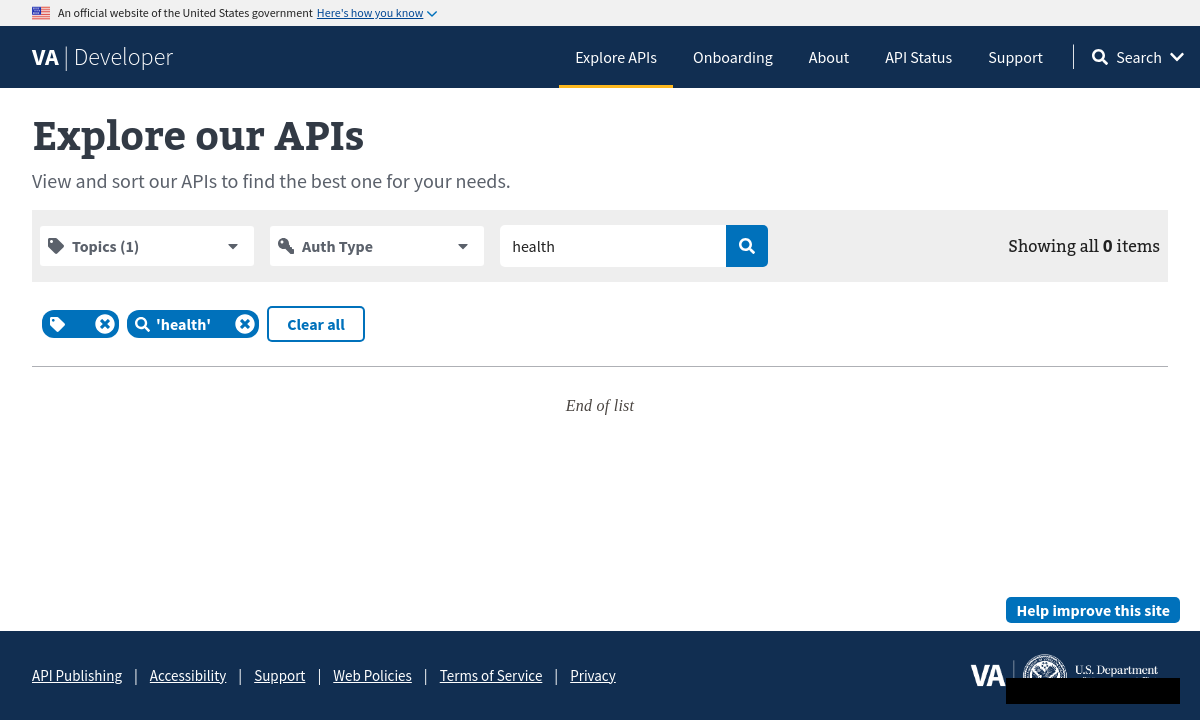 An official website of the United States government Here's how you know
VA | Developer
Explore APIs
Onboarding
About
API Status
Support
Search
Explore our APIs
View and sort our APIs to find the best one for your needs.
Topics (1)
Auth Type
health
Showing all 0 items
'health'
Clear all
End of list
Help improve this site
API Publishing | Accessibility | Support | Web Policies | Terms of Service | Privacy
VA
U.S. Department